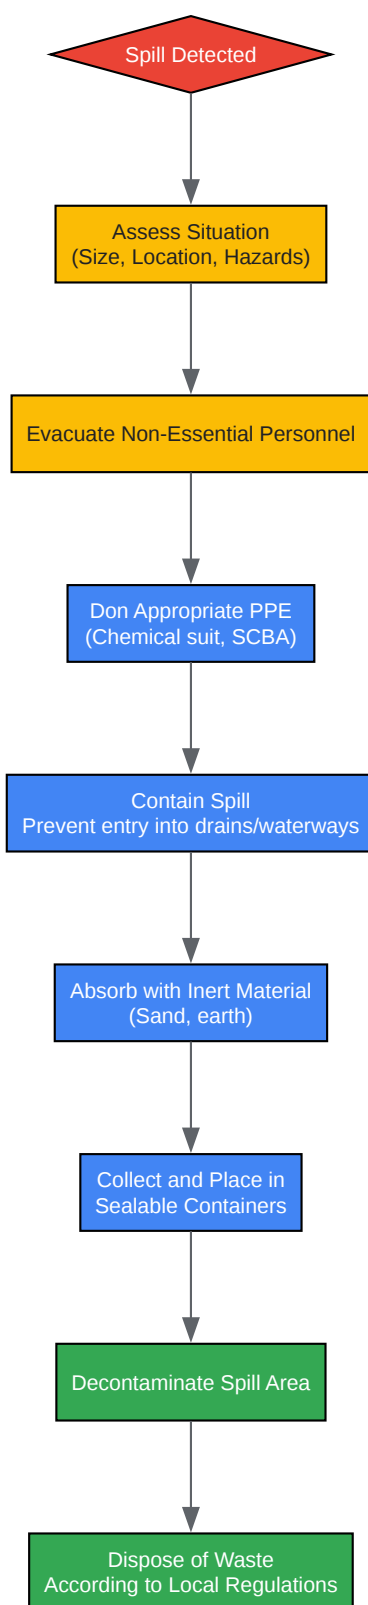 Spill Detected
Assess Situation
(Size, Location, Hazards)
Evacuate Non-Essential Personnel
Don Appropriate PPE
(Chemical suit, SCBA)
Contain Spill
Prevent entry into drains/waterways
Absorb with Inert Material
(Sand, earth)
Collect and Place in
Sealable Containers
Decontaminate Spill Area
Dispose of Waste
According to Local Regulations